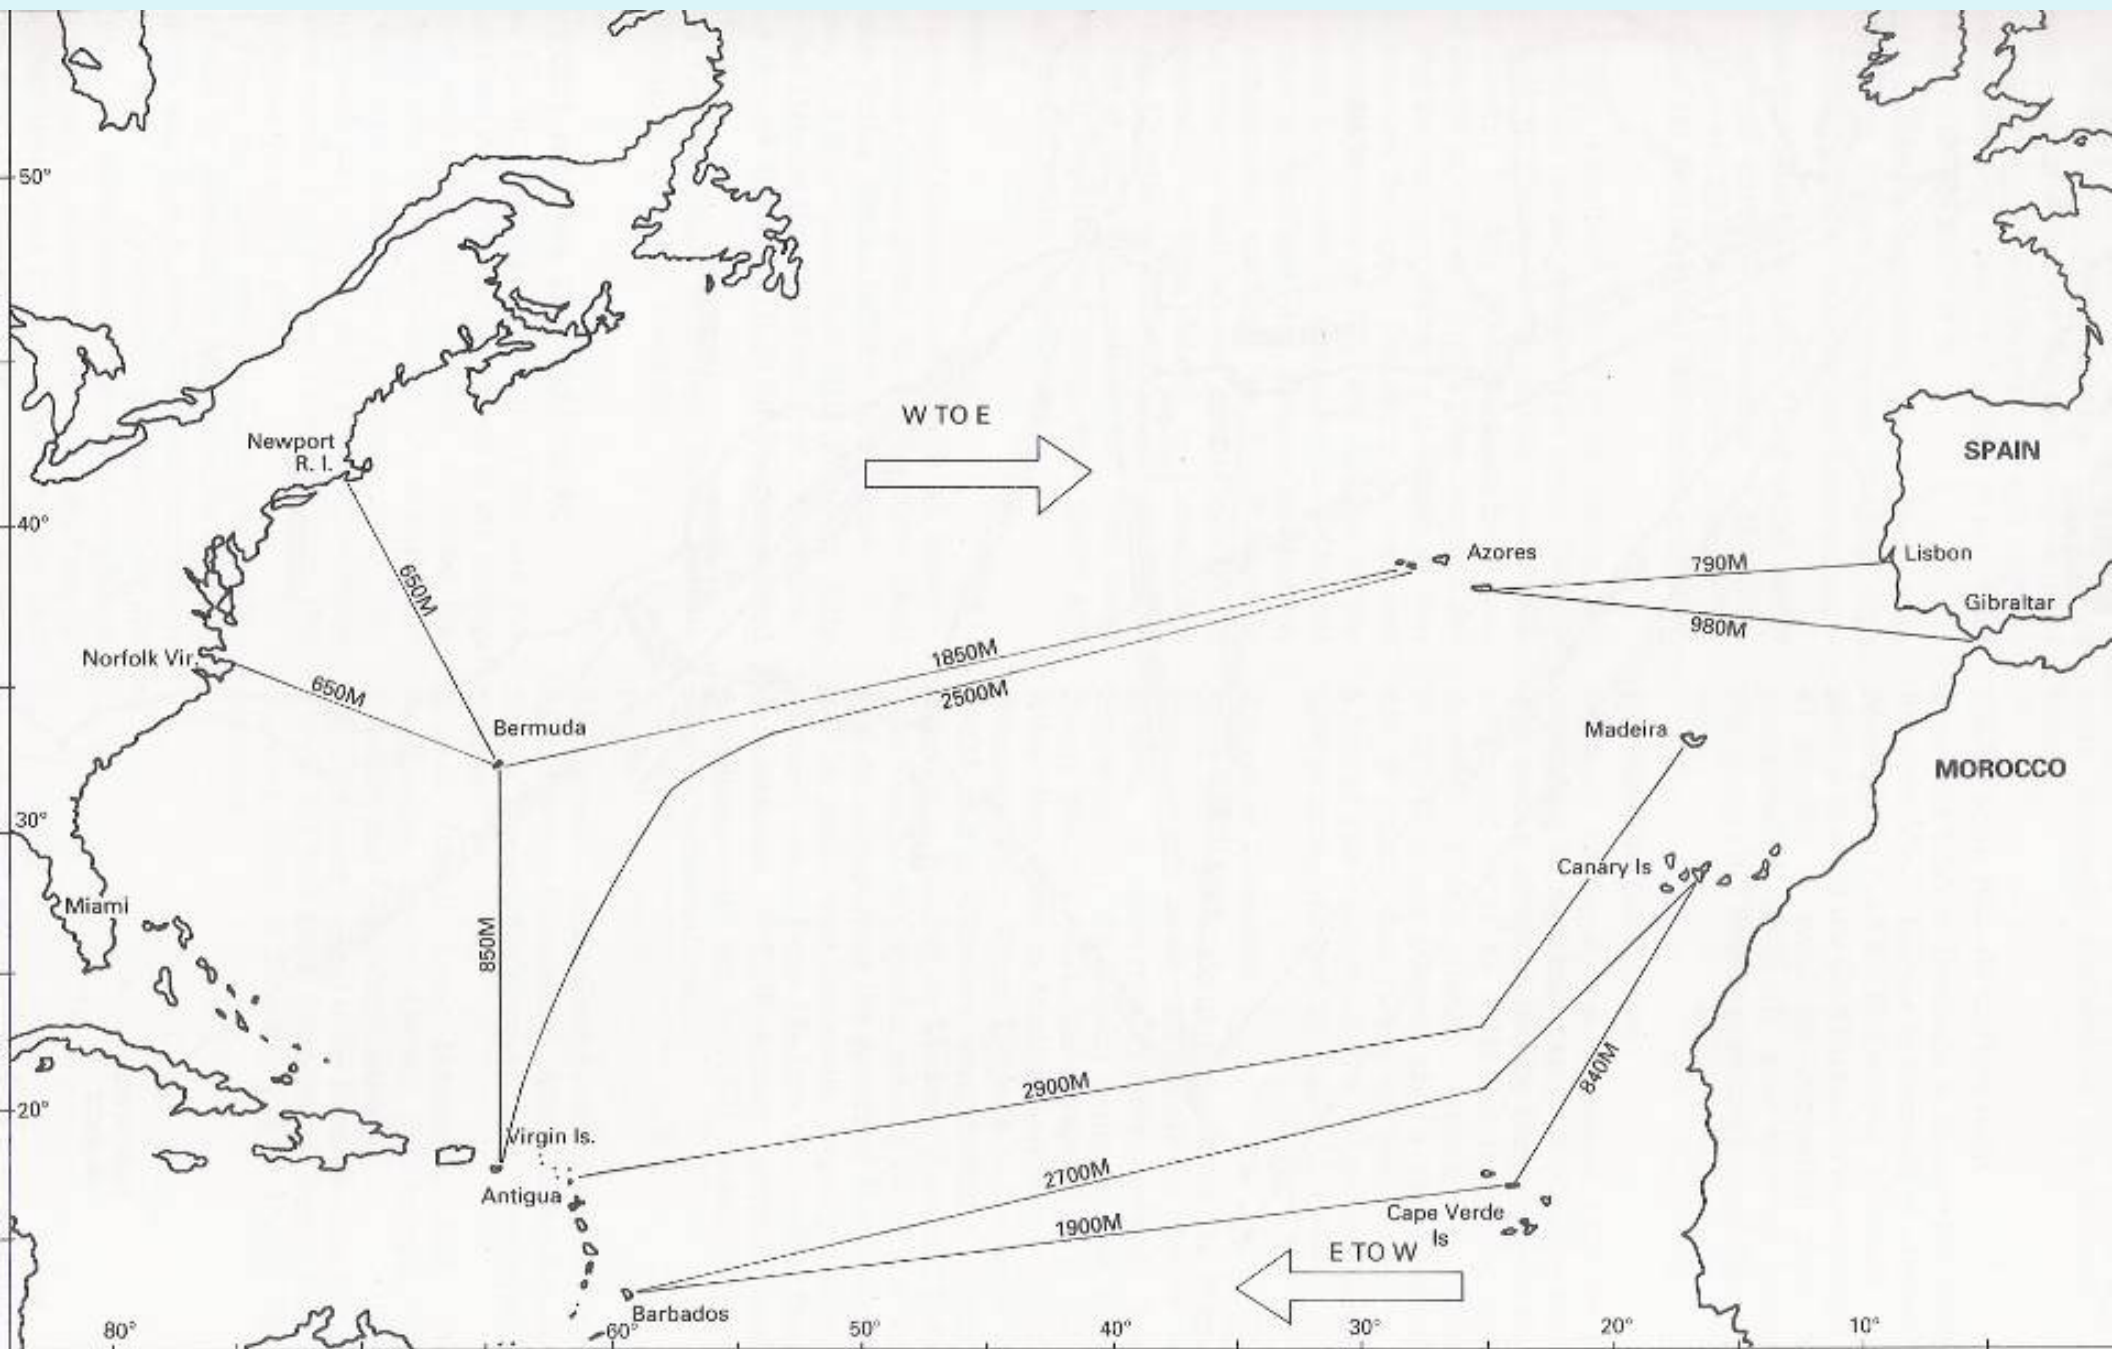 50°
W TO E
Newport
R. I.
SPAIN
40°
Azores
790M
Lisbon
650M
Gibraltar
980M
Norfolk Vir.
1850M
650M
2500M
Bermuda
Madeira
MOROCCO
30°
Canary Is
Miami
850M
2900M
840M
20°
Virgin Is.
2700M
Antigua
1900M
Cape Verde
Is
E TO W
Barbados
80°
60°
50°
40°
30°
20°
10°